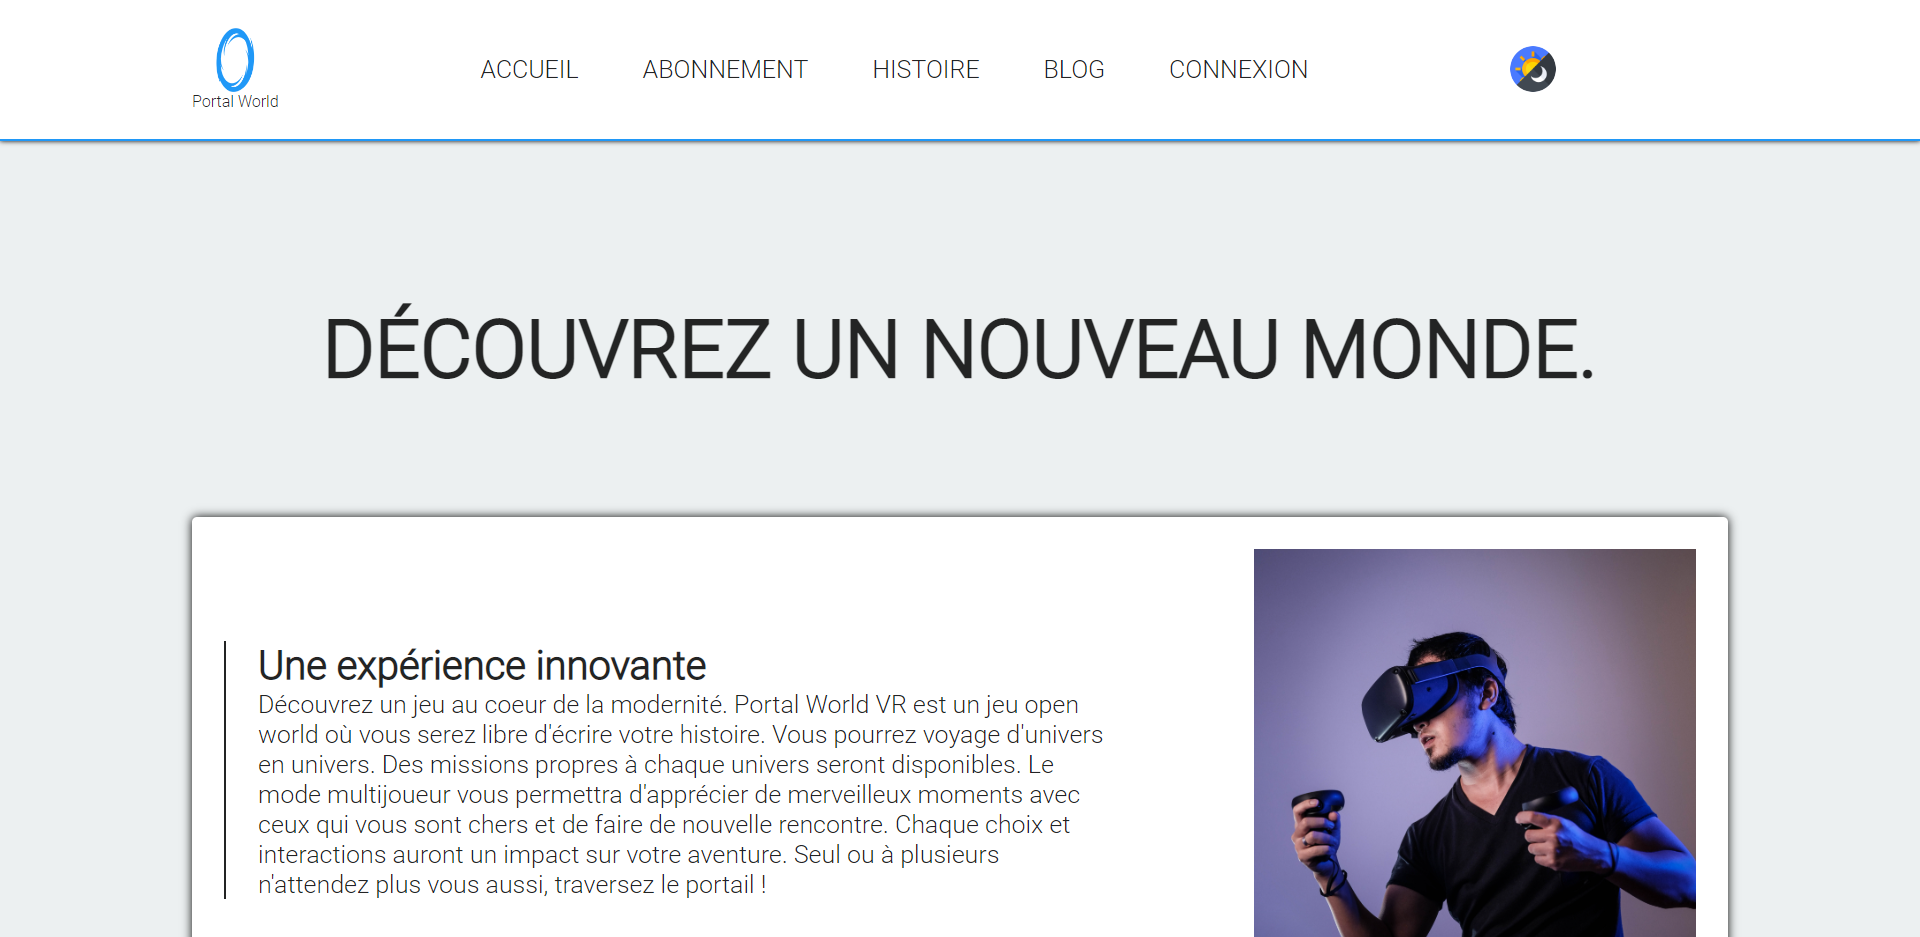 Portal World
ACCUEIL
ABONNEMENT
HISTOIRE
BLOG
CONNEXION
DÉCOUVREZ UN NOUVEAU MONDE.
Une expérience innovante
Découvrez un jeu au coeur de la modernité. Portal World VR est un jeu open
world où vous serez libre d'écrire votre histoire. Vous pourrez voyage d'univers
en univers. Des missions propres à chaque univers seront disponibles. Le
mode multijoueur vous permettra d'apprécier de merveilleux moments avec
ceux qui vous sont chers et de faire de nouvelle rencontre. Chaque choix et
interactions auront un impact sur votre aventure. Seul ou à plusieurs
n'attendez plus vous aussi, traversez le portail !